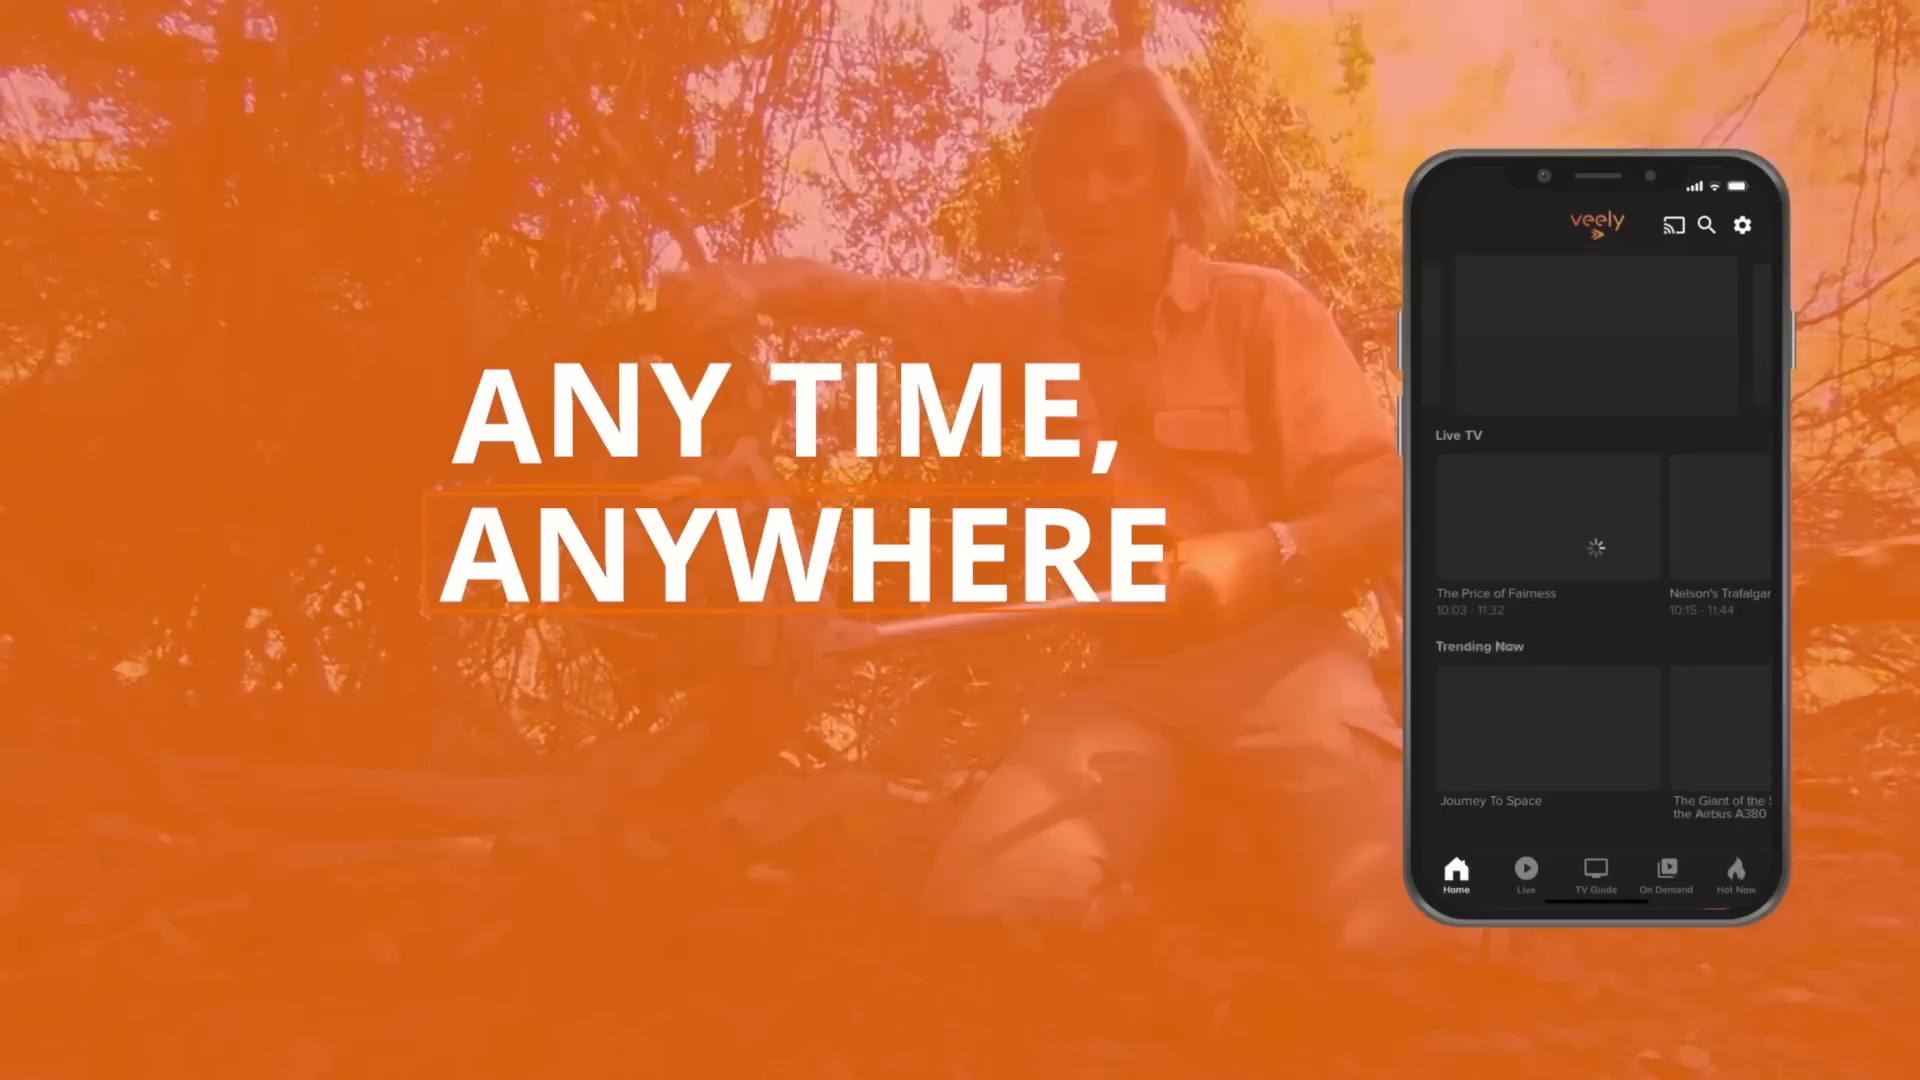 ANY TIME,
ANYWHERE
veely
Live TV
The Price of Fairness
10:03 - 11:32
Nelson's Trafalgar
10:15 - 11:44
Trending Now
Journey To Space
The Giant of the
the Airbus A380
Home
Live
TV Guide
On Demand
Hot Now